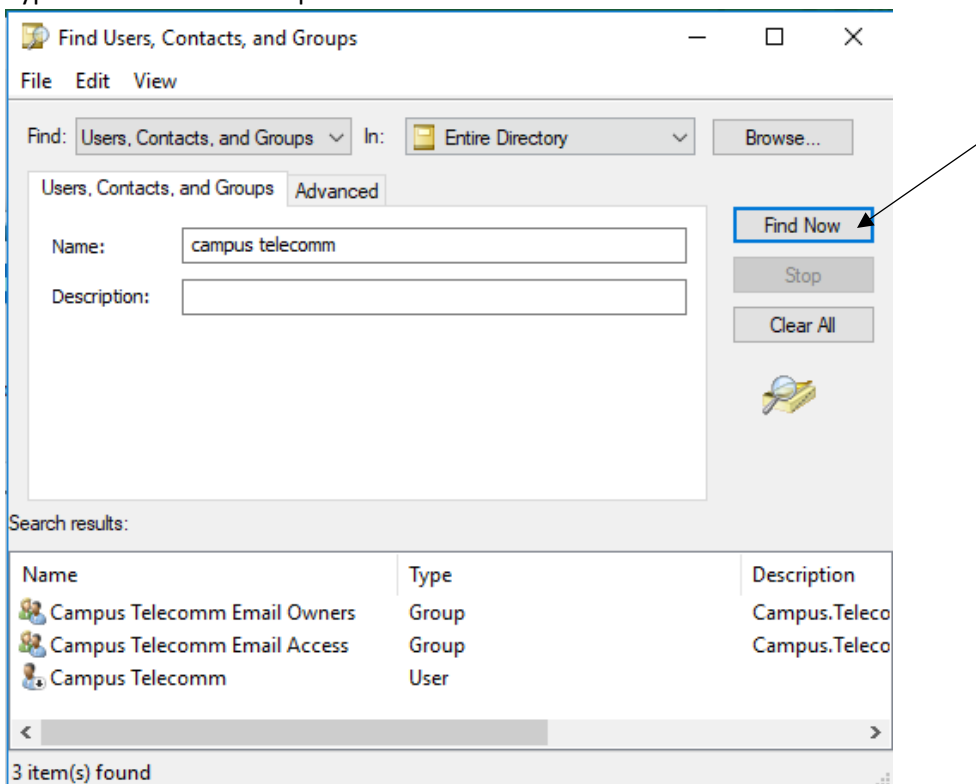 Find Users, Contacts, and Groups
File Edit View
Find: Users, Contacts, and Groups In: Entire Directory Browse...
Users, Contacts, and Groups Advanced
Find Now
Name: campus telecomm
Stop
Description:
Clear All
Search results:
Name Type Description
Campus Telecomm Email Owners Group Campus.Teleco
Campus Telecomm Email Access Group Campus.Teleco
Campus Telecomm User
3 item(s) found